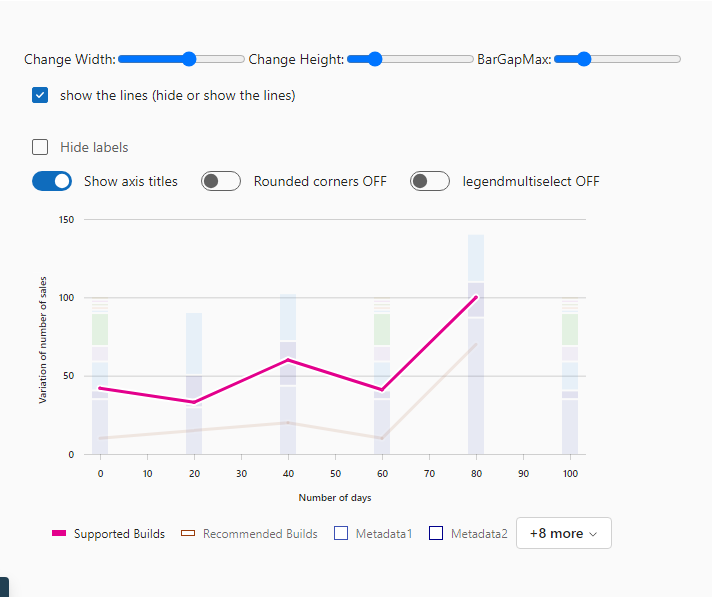 Change Width: Change Height: BarGapMax:
show the lines (hide or show the lines)
Hide labels
Show axis titles Rounded corners OFF legendmultiselect OFF
150
100
50
0
Variation of number of sales
0 10 20 30 40 50 60 70 80 90 100
Number of days
Supported Builds Recommended Builds Metadata1 Metadata2 +8 more